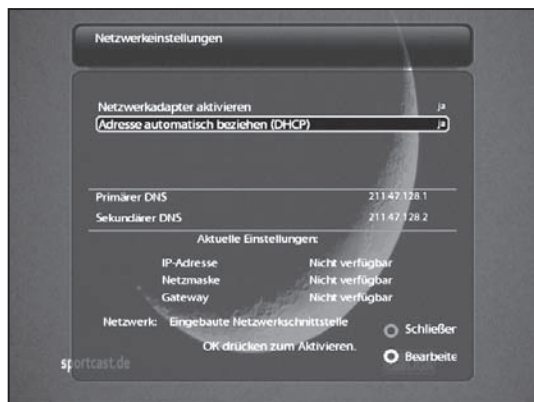 Netzwerkeinstellungen
Netzwerkadapter aktivieren ja
Adresse automatisch beziehen (DHCP) ja
Primärer DNS 211.47.128.1
Sekundärer DNS 211.47.128.2
Aktuelle Einstellungen:
IP-Adresse Nicht verfügbar
Netzmaske Nicht verfügbar
Gateway Nicht verfügbar
Netzwerk: Eingebaute Netzwerkschnittstelle
Schließer
OK drücken zum Aktivieren.
Bearbeite
sportcast.de